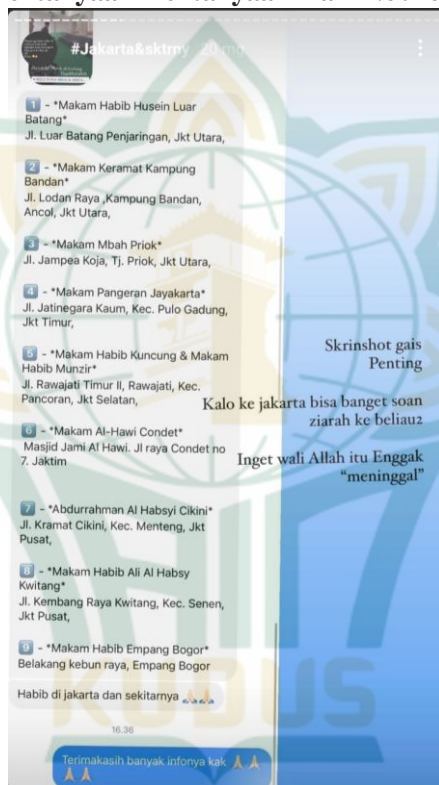 #Jakarta&sktrny 20 mg
1 - *Makam Habib Husein Luar
Batang*
Jl. Luar Batang Penjaringan, Jkt Utara,
2 - *Makam Keramat Kampung
Bandan*
Jl. Lodan Raya ,Kampung Bandan,
Ancol, Jkt Utara,
3 - *Makam Mbah Priok*
Jl. Jampea Koja, Tj. Priok, Jkt Utara,
4 - *Makam Pangeran Jayakarta*
Jl. Jatinegara Kaum, Kec. Pulo Gadung,
Jkt Timur,
5 - *Makam Habib Kuncung & Makam
Habib Munzir*
Jl. Rawajati Timur II, Rawajati, Kec.
Pancoran, Jkt Selatan,
6 - *Makam Al-Hawi Condet*
Masjid Jami Al Hawi. Jl raya Condet no
7. Jaktim
7 - *Abdurrahman Al Habsyi Cikini*
Jl. Kramat Cikini, Kec. Menteng, Jkt
Pusat,
8 - *Makam Habib Ali Al Habsy
Kwitang*
Jl. Kembang Raya Kwitang, Kec. Senen,
Jkt Pusat,
9 - *Makam Habib Empang Bogor*
Belakang kebun raya, Empang Bogor
Habib di jakarta dan sekitarnya 🙏🙏
16.36
Terimakasih banyak infonya kak 🙏🙏
🙏🙏
Skrinshot gais
Penting
Kalo ke jakarta bisa banget soan
ziarah ke beliau2
Inget wali Allah itu Enggak
“meninggal”
KUDUS